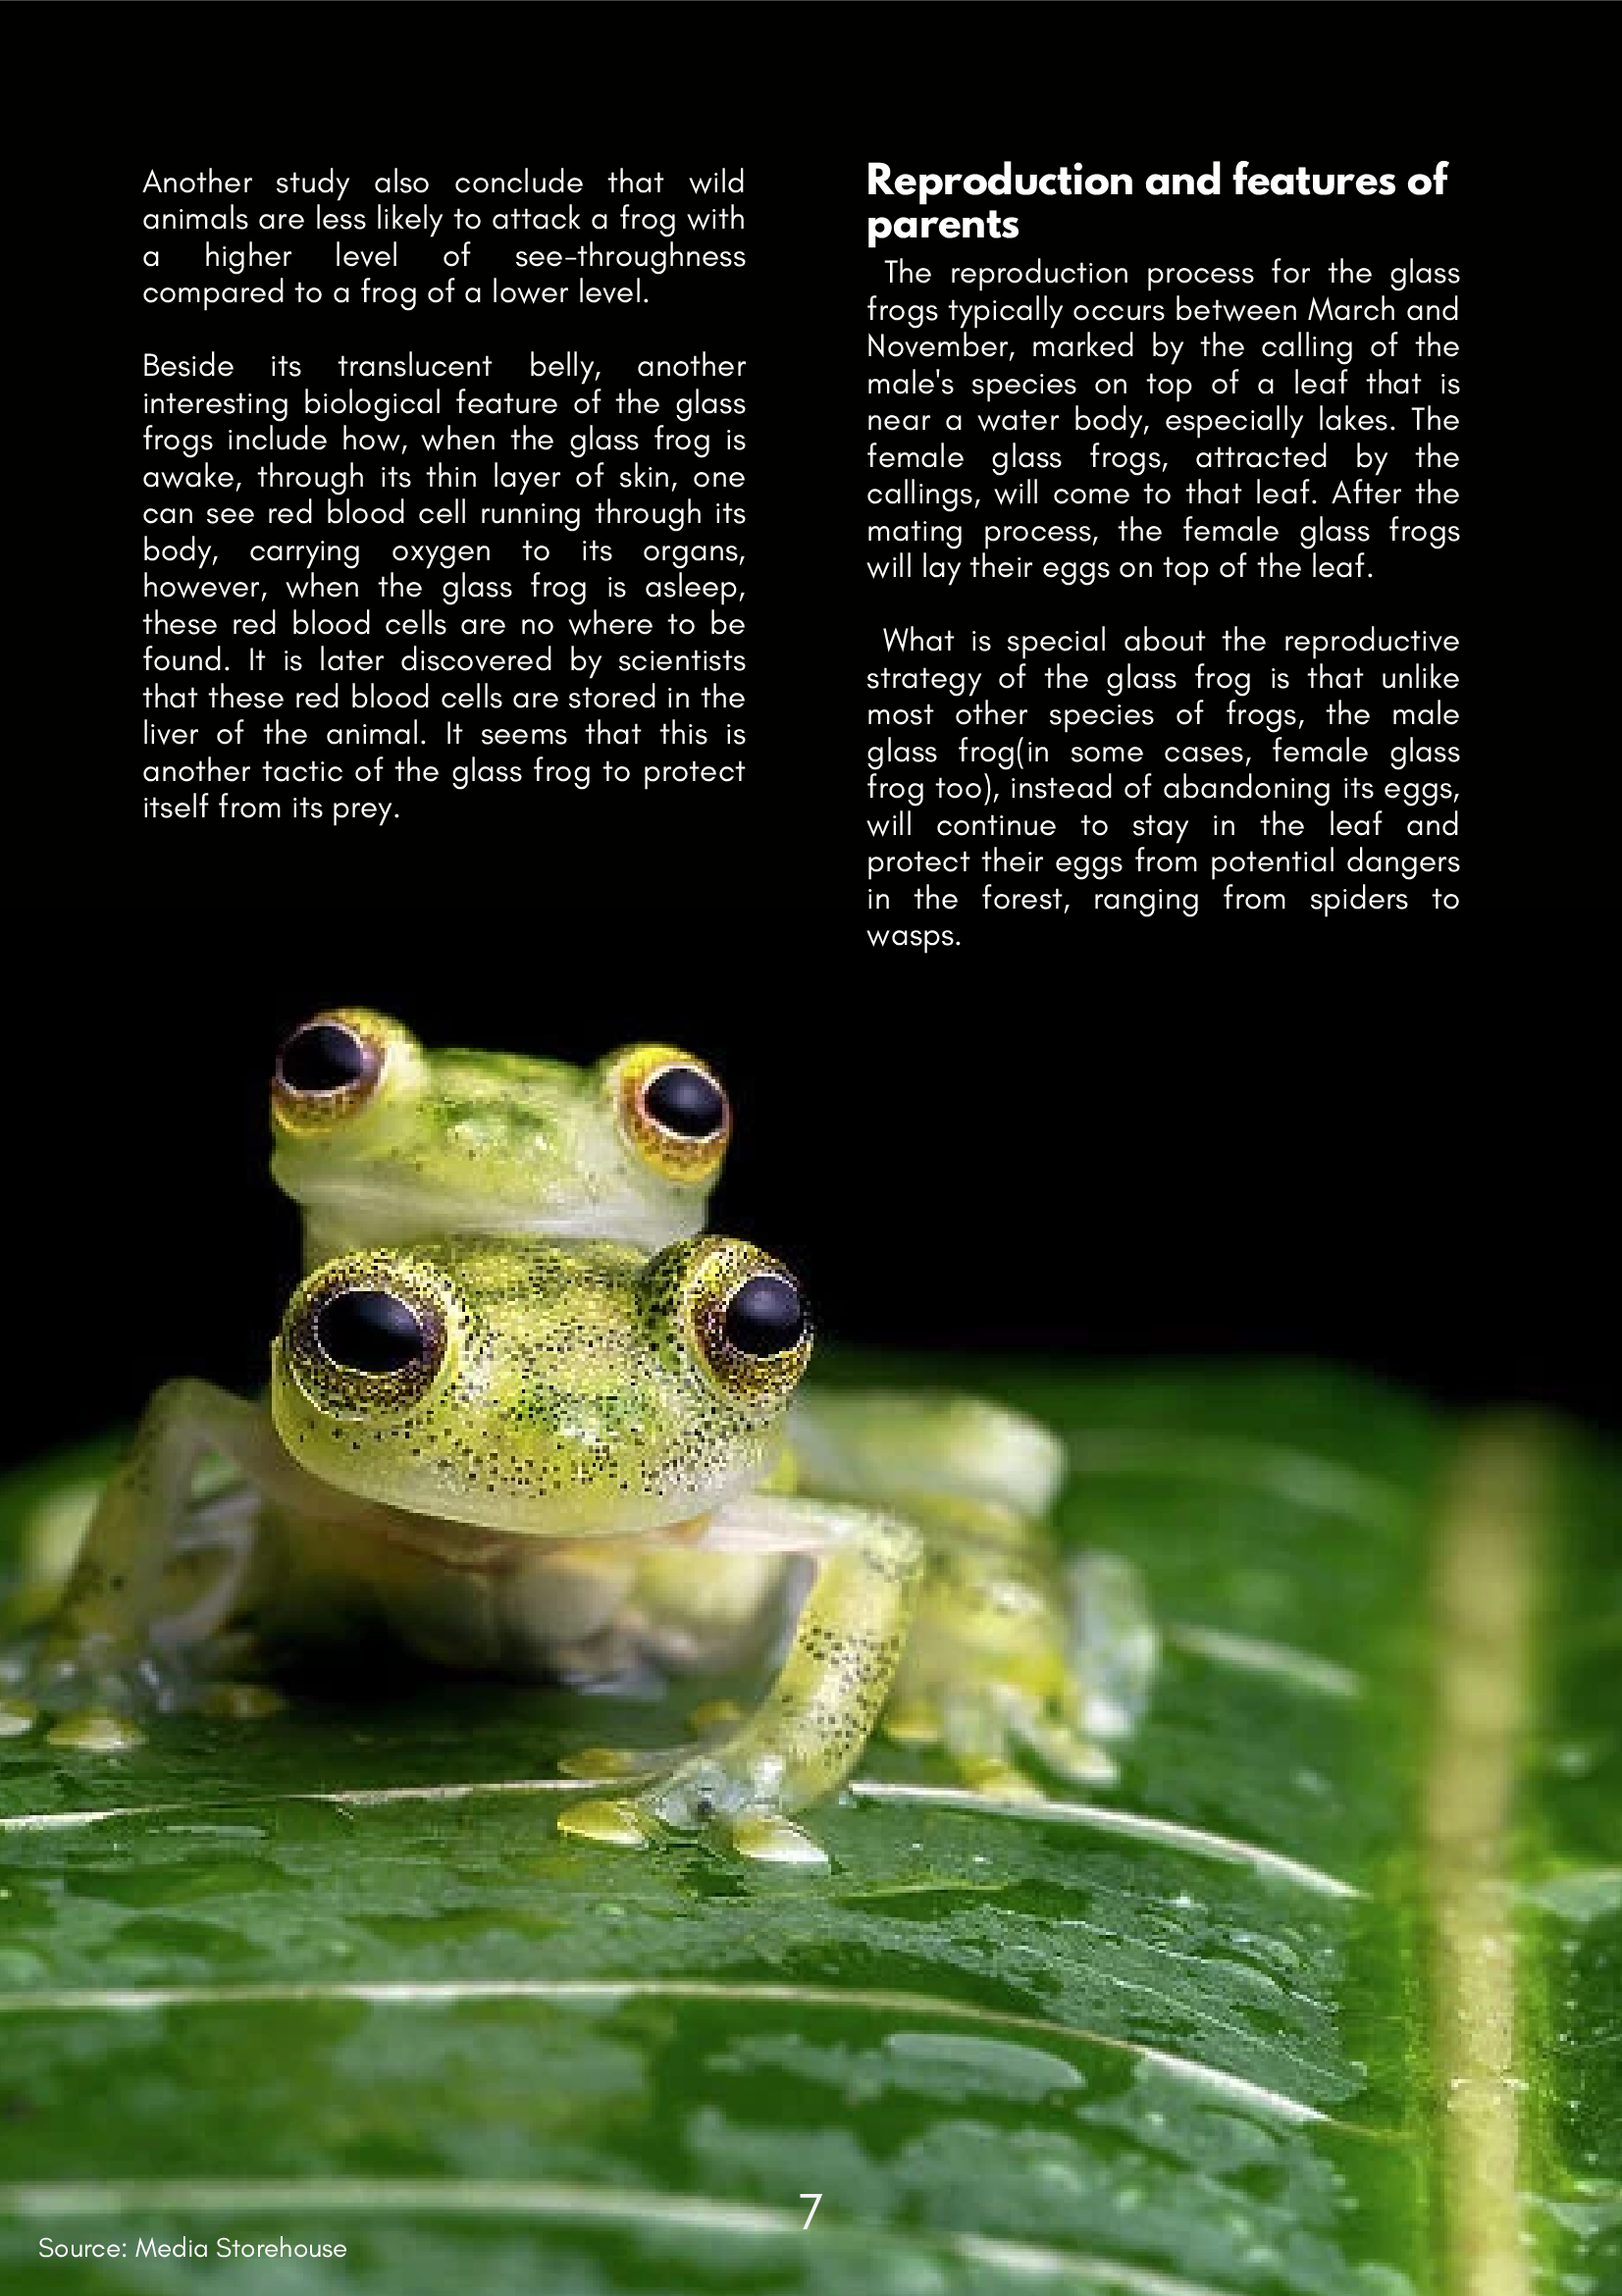 Another study also conclude that wild
animals are less likely to attack a frog with
a higher level of see-throughness
compared to a frog of a lower level.
Beside its translucent belly, another
interesting biological feature of the glass
frogs include how, when the glass frog is
awake, through its thin layer of skin, one
can see red blood cell running through its
body, carrying oxygen to its organs,
however, when the glass frog is asleep,
these red blood cells are no where to be
found. It is later discovered by scientists
that these red blood cells are stored in the
liver of the animal. It seems that this is
another tactic of the glass frog to protect
itself from its prey.
Reproduction and features of
parents
The reproduction process for the glass
frogs typically occurs between March and
November, marked by the calling of the
male's species on top of a leaf that is
near a water body, especially lakes. The
female glass frogs, attracted by the
callings, will come to that leaf. After the
mating process, the female glass frogs
will lay their eggs on top of the leaf.
What is special about the reproductive
strategy of the glass frog is that unlike
most other species of frogs, the male
glass frog(in some cases, female glass
frog too), instead of abandoning its eggs,
will continue to stay in the leaf and
protect their eggs from potential dangers
in the forest, ranging from spiders to
wasps.
7
Source: Media Storehouse